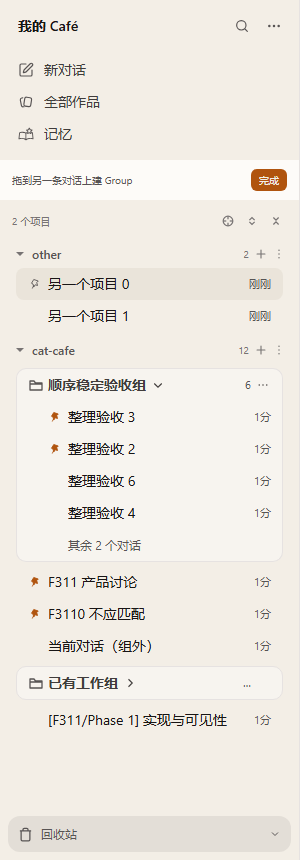 我的 Café
新对话
全部作品
记忆
拖到另一条对话上建 Group
完成
2 个项目
other 2
另一个项目 0 刚刚
另一个项目 1 刚刚
cat-cafe 12
顺序稳定验收组 6
整理验收 3 1分
整理验收 2 1分
整理验收 6 1分
整理验收 4 1分
其余 2 个对话
F311 产品讨论 1分
F3110 不应匹配 1分
当前对话（组外） 1分
已有工作组
[F311/Phase 1] 实现与可见性 1分
回收站